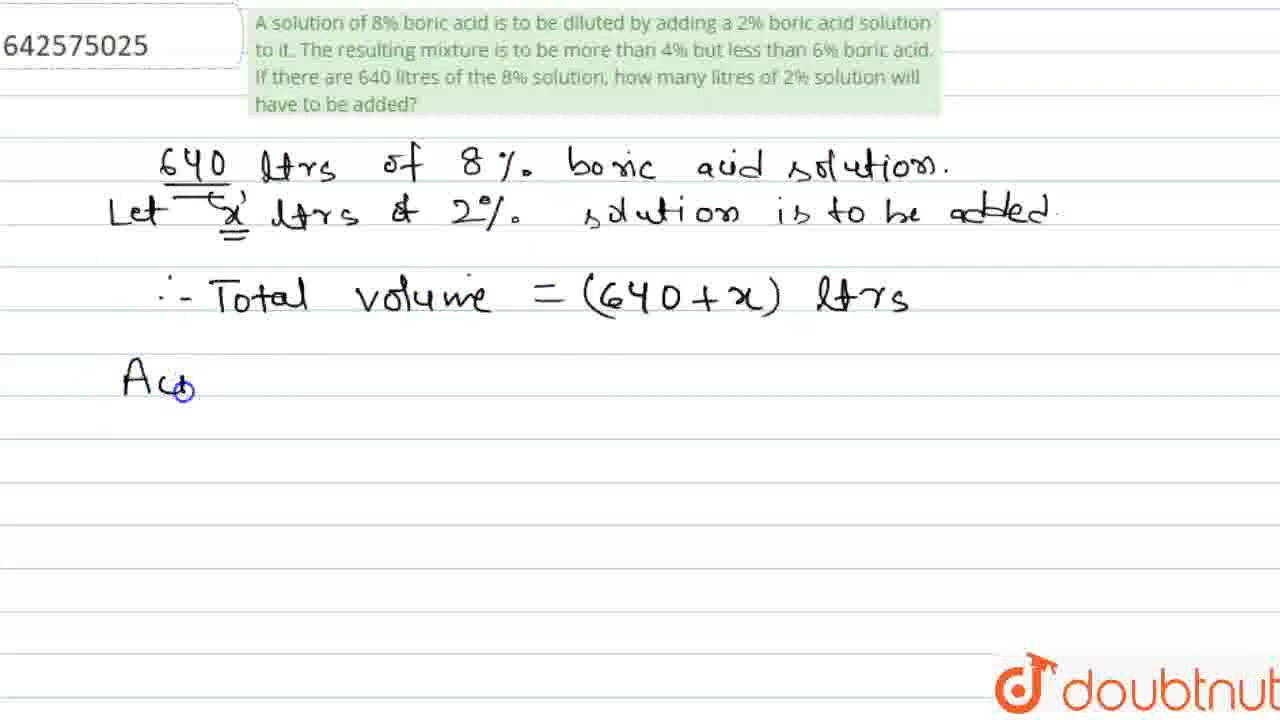 642575025
A solution of 8% boric acid is to be diluted by adding a 2% boric acid solution
to it. The resulting mixture is to be more than 4% but less than 6% boric acid.
If there are 640 litres of the 8% solution, how many litres of 2% solution will
have to be added?
640 ltrs of 8%. boric acid solution.
Let 'x' ltrs of 2%. solution is to be added.
∴ Total volume = (640+x) ltrs
doubtnut